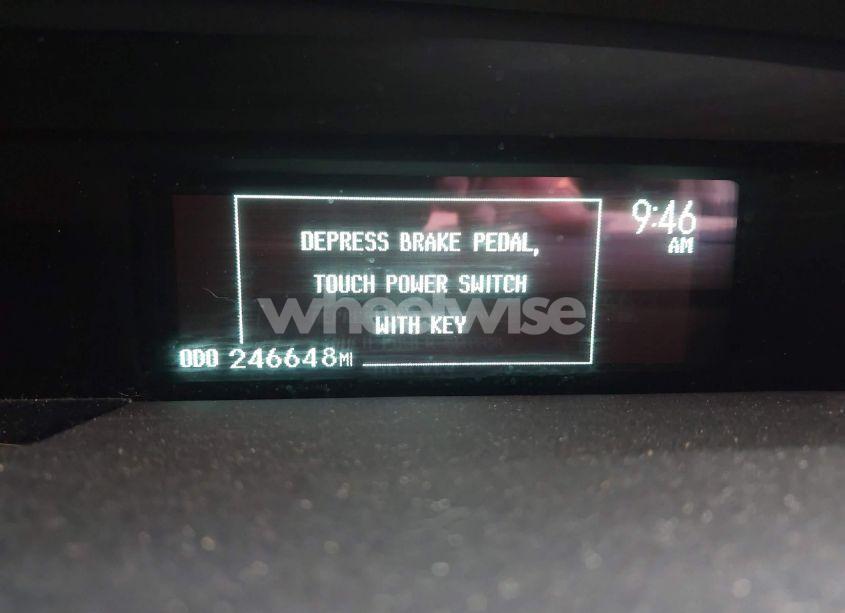 DEPRESS BRAKE PEDAL,
TOUCH POWER SWITCH
WITH KEY
9:46
AM
ODO 246648MI
wheelwise